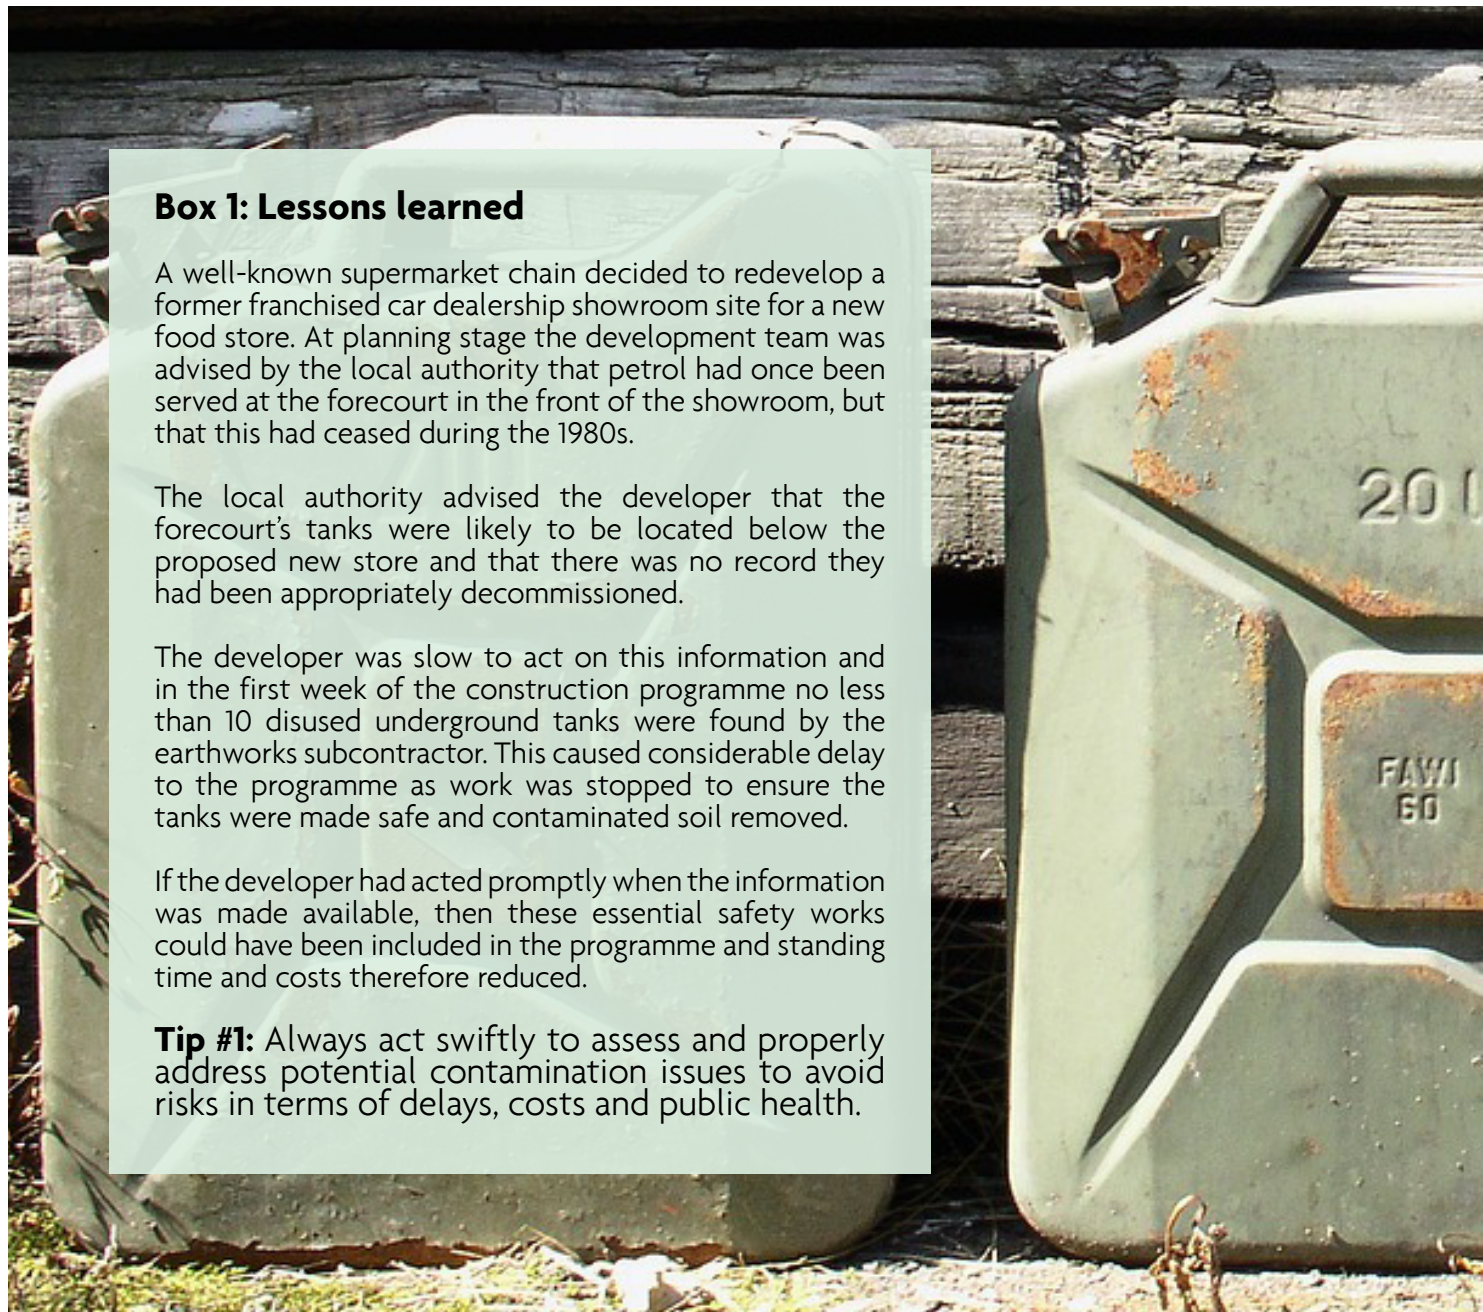 Box 1: Lessons learned
A well-known supermarket chain decided to redevelop a
former franchised car dealership showroom site for a new
food store. At planning stage the development team was
advised by the local authority that petrol had once been
served at the forecourt in the front of the showroom, but
that this had ceased during the 1980s.
The local authority advised the developer that the
forecourt’s tanks were likely to be located below the
proposed new store and that there was no record they
had been appropriately decommissioned.
The developer was slow to act on this information and
in the first week of the construction programme no less
than 10 disused underground tanks were found by the
earthworks subcontractor. This caused considerable delay
to the programme as work was stopped to ensure the
tanks were made safe and contaminated soil removed.
If the developer had acted promptly when the information
was made available, then these essential safety works
could have been included in the programme and standing
time and costs therefore reduced.
Tip #1: Always act swiftly to assess and properly
address potential contamination issues to avoid
risks in terms of delays, costs and public health.
20
60